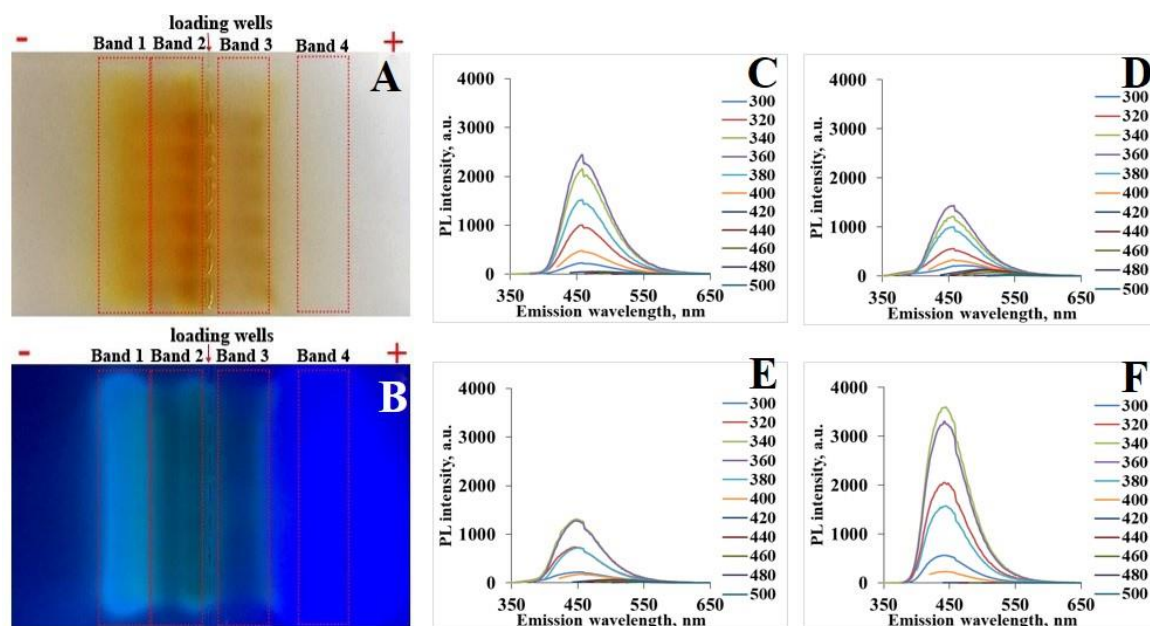 loading wells
- Band 1 Band 2 Band 3 Band 4 +
A
loading wells
- Band 1 Band 2 Band 3 Band 4 +
B
C
4000
3000
2000
1000
0
350 450 550 650
PL intensity, a.u.
Emission wavelength, nm
300
320
340
360
380
400
420
440
460
480
500
D
4000
3000
2000
1000
0
350 450 550 650
PL intensity, a.u.
Emission wavelength, nm
300
320
340
360
380
400
420
440
460
480
500
E
4000
3000
2000
1000
0
350 450 550 650
PL intensity, a.u.
Emission wavelength, nm
300
320
340
360
380
400
420
440
460
480
500
F
4000
3000
2000
1000
0
350 450 550 650
PL intensity, a.u.
Emission wavelength, nm
300
320
340
360
380
400
420
440
460
480
500